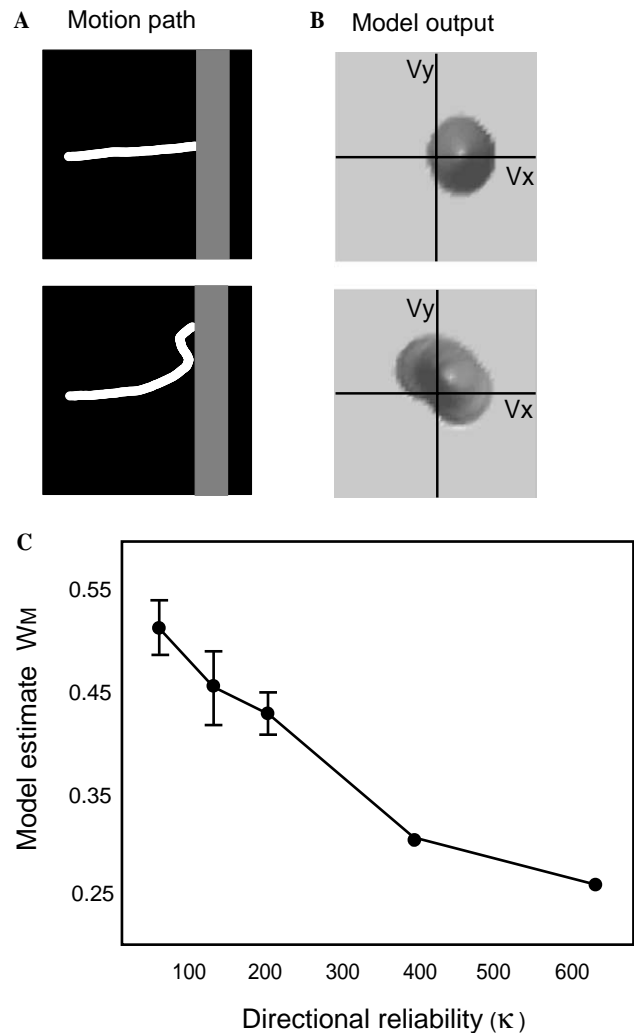 A Motion path
B Model output
Vy
Vx
Vy
Vx
C
Model estimate WM
0.55
0.45
0.35
0.25
100 200 300 400 500 600
Directional reliability (κ)